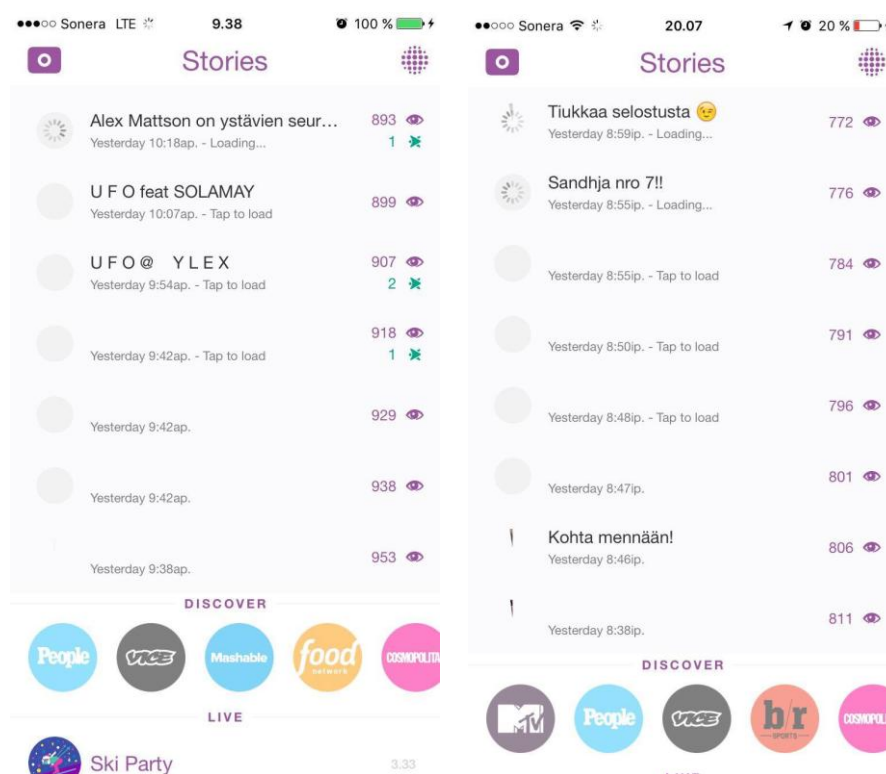 Sonera LTE 9.38 100 %
Stories
Alex Mattson on ystävien seur… 893
Yesterday 10:18ap. - Loading... 1
U F O feat SOLAMAY
Yesterday 10:07ap. - Tap to load 899
U F O @ Y L E X 907
Yesterday 9:54ap. - Tap to load 2
918
Yesterday 9:42ap. - Tap to load 1
929
Yesterday 9:42ap.
938
Yesterday 9:42ap.
953
Yesterday 9:38ap.
DISCOVER
People VICE Mashable food network COSMOPOLITA
LIVE
Ski Party 3.33
Sonera 20.07 20 %
Stories
Tiukkaa selostusta 😉 772
Yesterday 8:59ip. - Loading...
Sandhja nro 7!! 776
Yesterday 8:55ip. - Loading...
784
Yesterday 8:55ip. - Tap to load
791
Yesterday 8:50ip. - Tap to load
796
Yesterday 8:48ip. - Tap to load
801
Yesterday 8:47ip.
Kohta mennään! 806
Yesterday 8:46ip.
811
Yesterday 8:38ip.
DISCOVER
MTV People VICE b/r SPORTS COSMOPOL